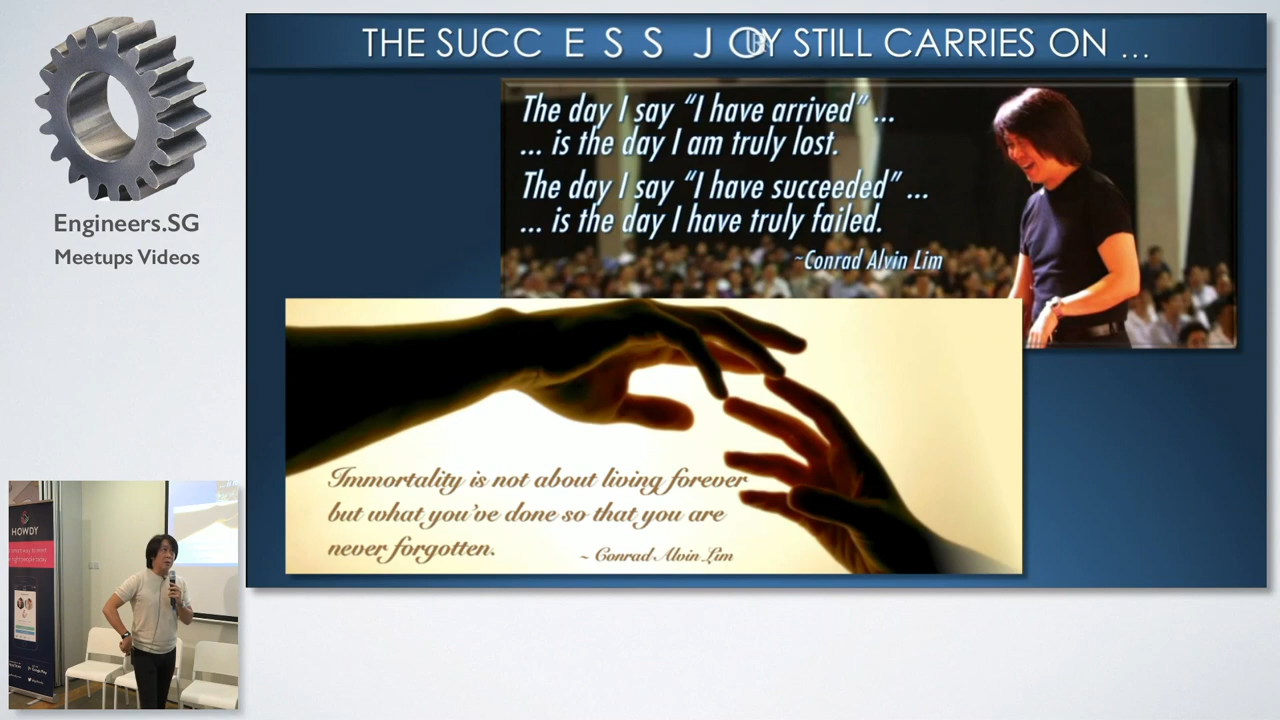 THE SUCC E S S J Y STILL CARRIES ON ...
Engineers.SG
Meetups Videos
The day I say “I have arrived” ...
... is the day I am truly lost.
The day I say “I have succeeded” ...
... is the day I have truly failed.
~Conrad Alvin Lim
Immortality is not about living forever
but what you’ve done so that you are
never forgotten.
~ Conrad Alvin Lim
HOWDY